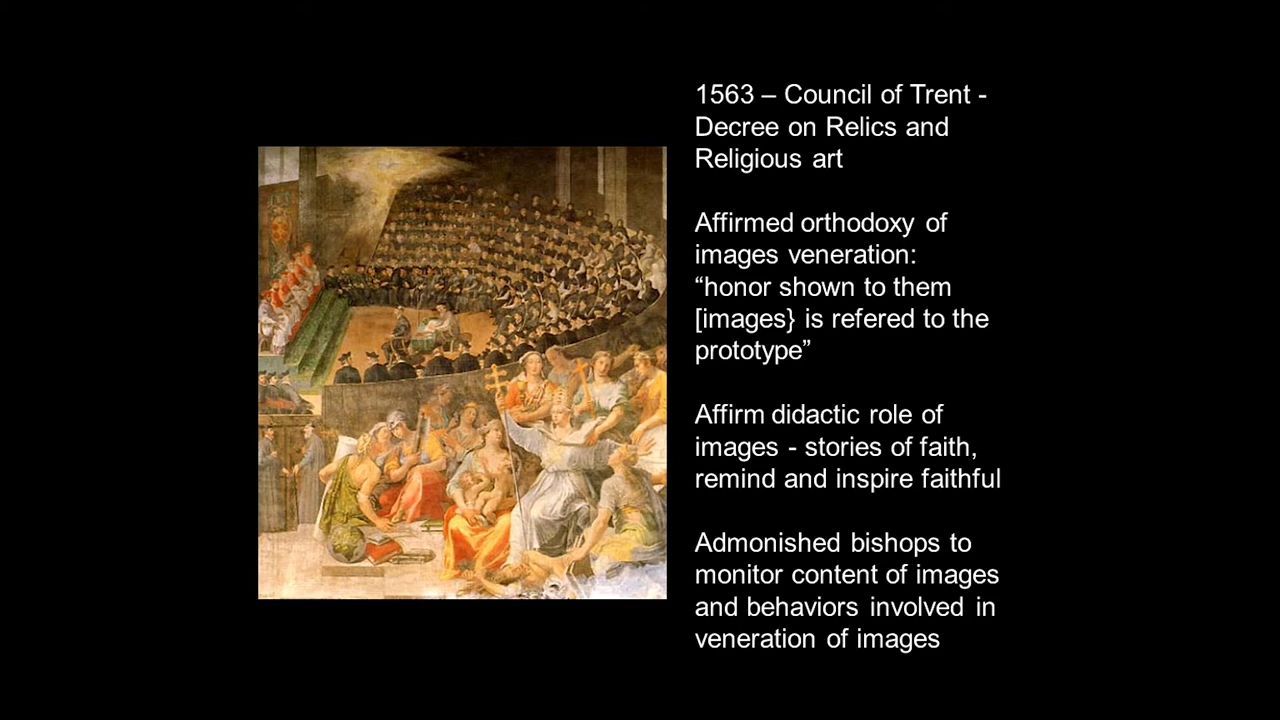 1563 – Council of Trent -
Decree on Relics and
Religious art
Affirmed orthodoxy of
images veneration:
“honor shown to them
[images} is refered to the
prototype”
Affirm didactic role of
images - stories of faith,
remind and inspire faithful
Admonished bishops to
monitor content of images
and behaviors involved in
veneration of images